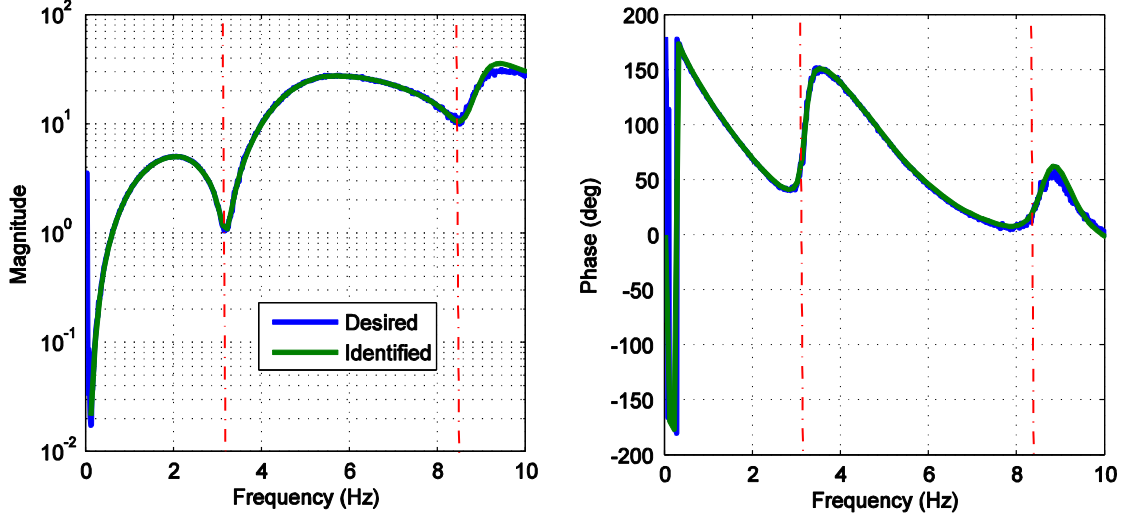 10^2
10^1
10^0
10^-1
10^-2
Magnitude
0 2 4 6 8 10
Frequency (Hz)
Desired
Identified
200
150
100
50
0
-50
-100
-150
-200
Phase (deg)
0 2 4 6 8 10
Frequency (Hz)